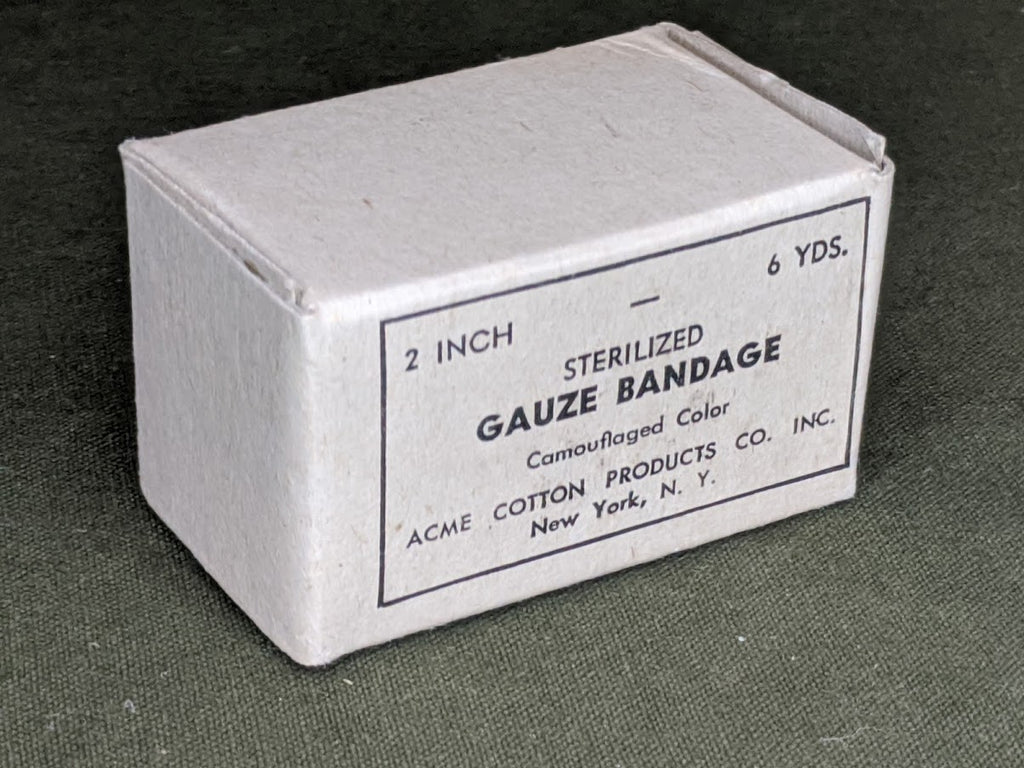 2 INCH — 6 YDS.
STERILIZED
GAUZE BANDAGE
Camouflaged Color
ACME COTTON PRODUCTS CO. INC.
New York, N. Y.